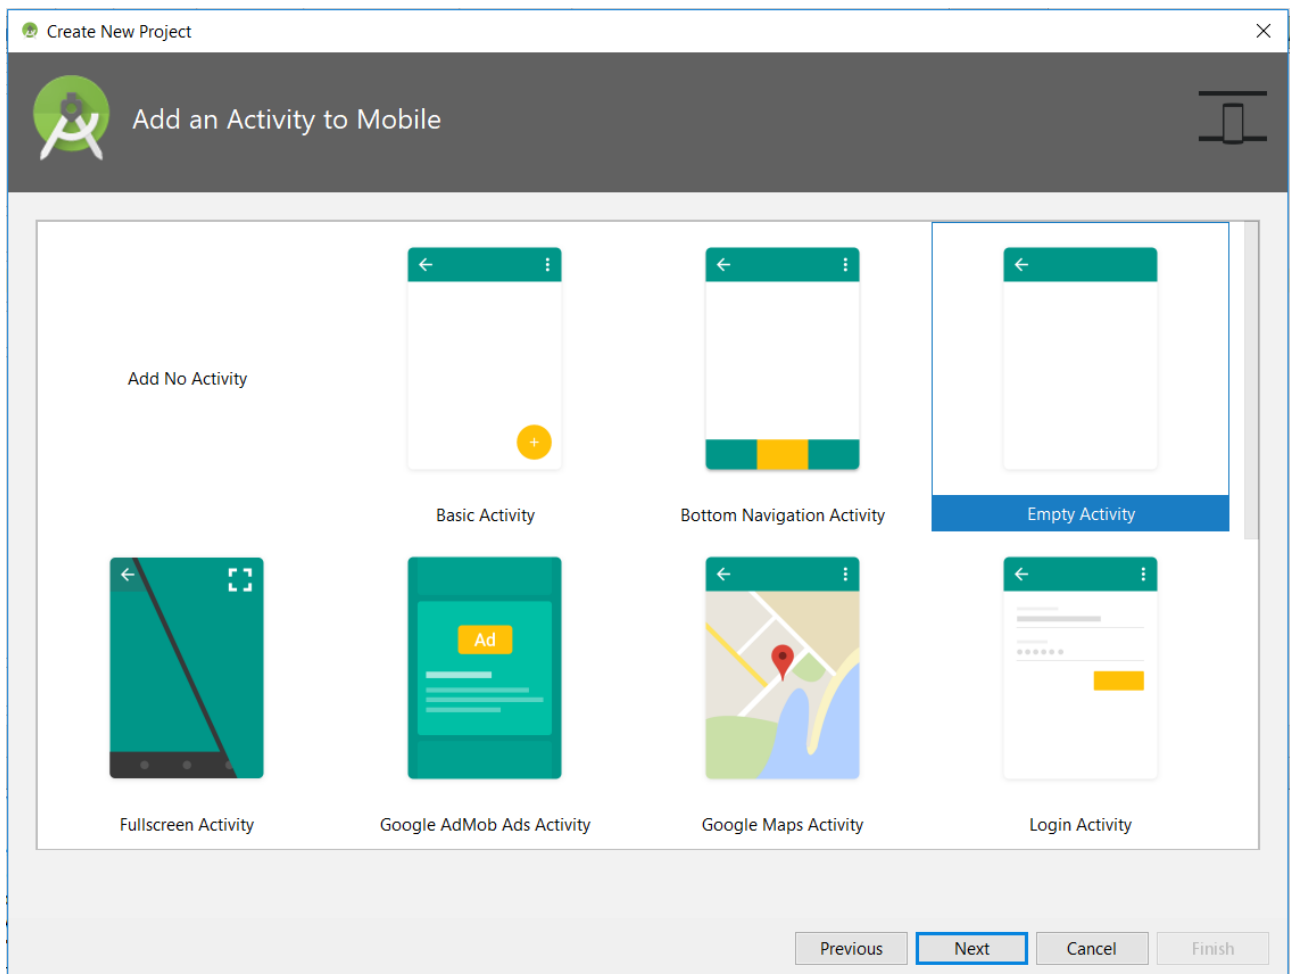 Create New Project
Add an Activity to Mobile
Add No Activity
Basic Activity
Bottom Navigation Activity
Empty Activity
Ad
Fullscreen Activity
Google AdMob Ads Activity
Google Maps Activity
Login Activity
Previous
Next
Cancel
Finish